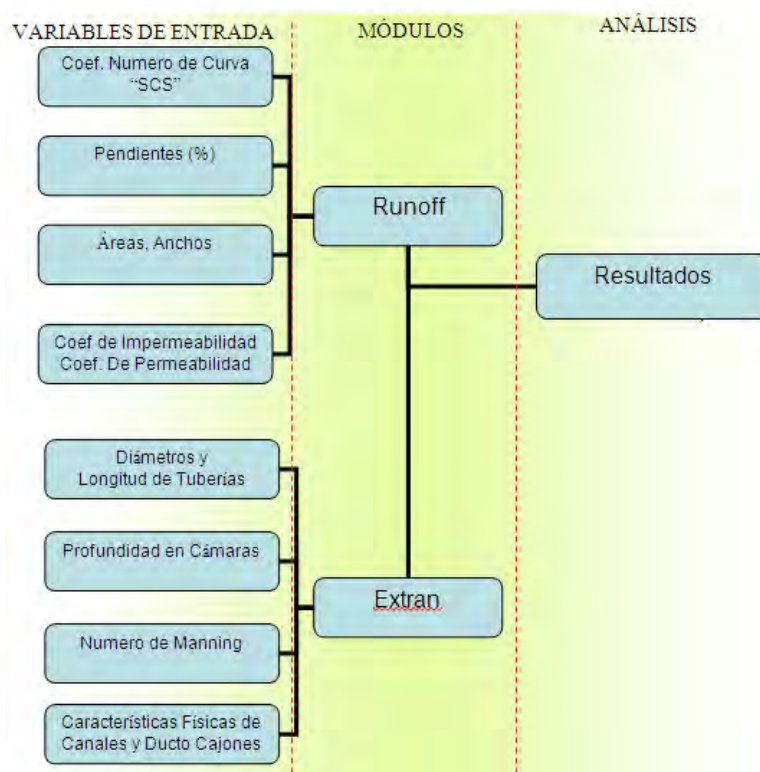 VARIABLES DE ENTRADA
MÓDULOS
ANÁLISIS
Coef. Numero de Curva
“SCS”
Pendientes (%)
Áreas, Anchos
Coef de Impermeabilidad
Coef. De Permeabilidad
Runoff
Resultados
Diámetros y
Longitud de Tuberías
Profundidad en Cámaras
Numero de Manning
Características Físicas de
Canales y Ducto Cajones
Extran